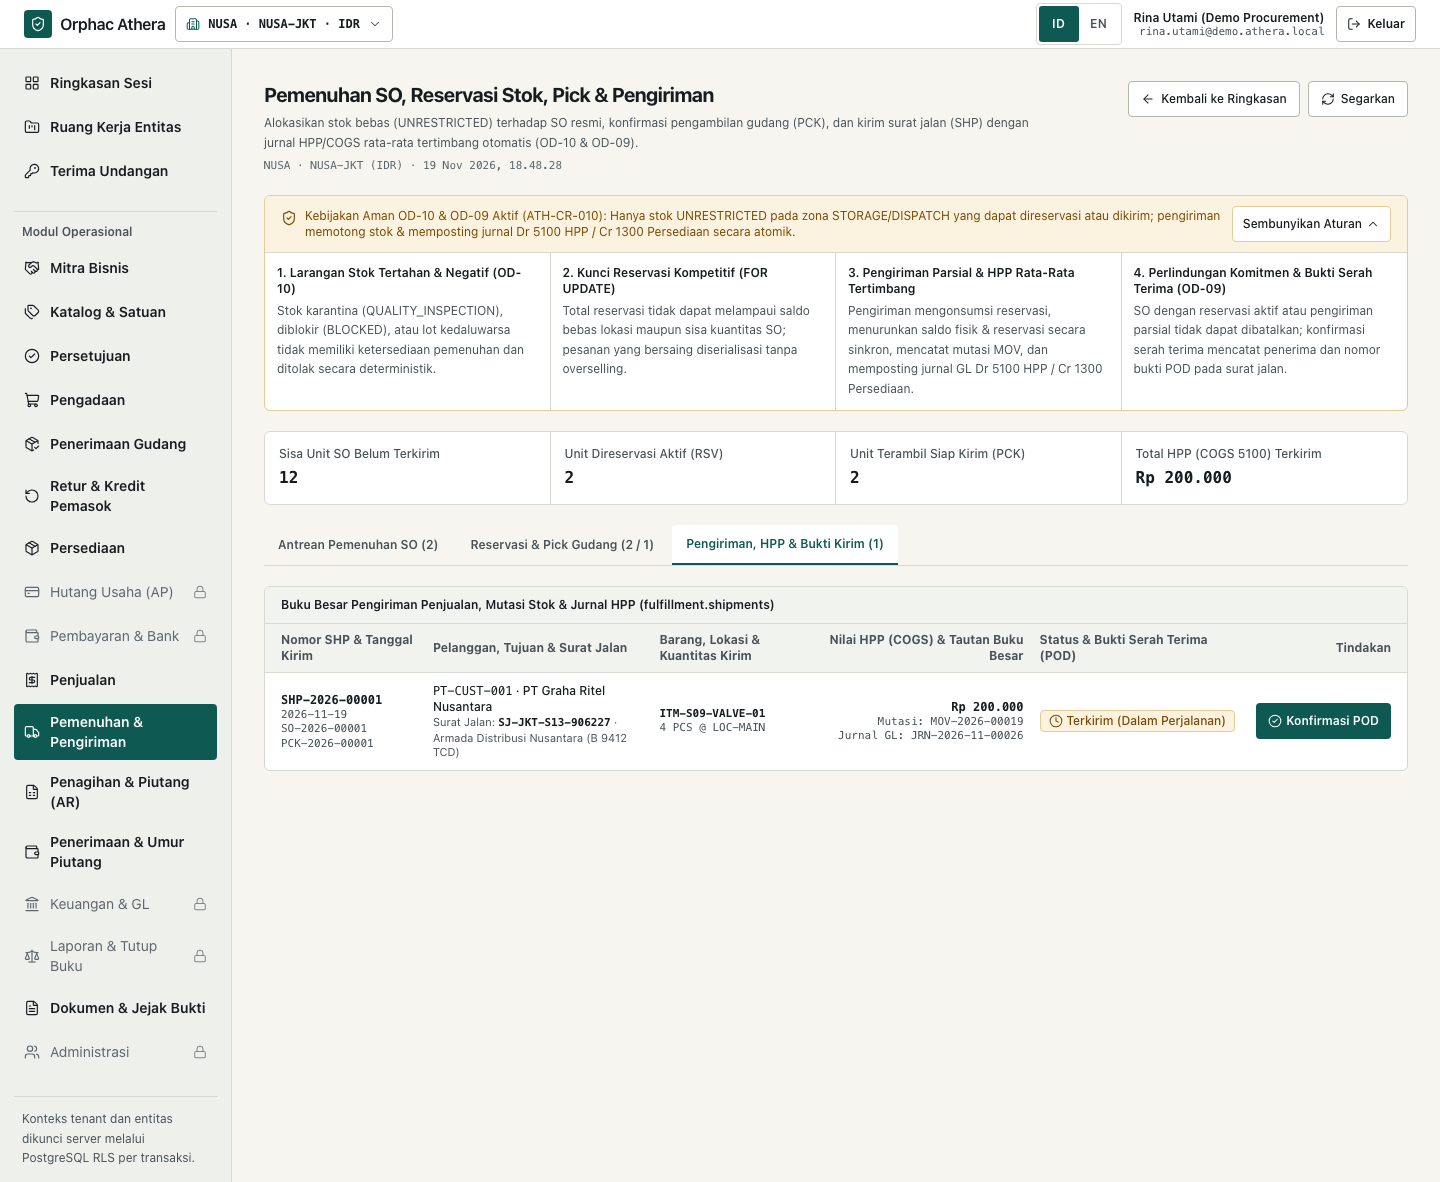 Orphac Athera
NUSA · NUSA-JKT · IDR
ID
EN
Rina Utami (Demo Procurement)
rina.utami@demo.athera.local
Keluar
Ringkasan Sesi
Ruang Kerja Entitas
Terima Undangan
Modul Operasional
Mitra Bisnis
Katalog & Satuan
Persetujuan
Pengadaan
Penerimaan Gudang
Retur & Kredit
Pemasok
Persediaan
Hutang Usaha (AP)
Pembayaran & Bank
Penjualan
Pemenuhan &
Pengiriman
Penagihan & Piutang
(AR)
Penerimaan & Umur
Piutang
Keuangan & GL
Laporan & Tutup
Buku
Dokumen & Jejak Bukti
Administrasi
Konteks tenant dan entitas
dikunci server melalui
PostgreSQL RLS per transaksi.
Pemenuhan SO, Reservasi Stok, Pick & Pengiriman
Alokasikan stok bebas (UNRESTRICTED) terhadap SO resmi, konfirmasi pengambilan gudang (PCK), dan kirim surat jalan (SHP) dengan
jurnal HPP/COGS rata-rata tertimbang otomatis (OD-10 & OD-09).
NUSA · NUSA-JKT (IDR) · 19 Nov 2026, 18.48.28
Kembali ke Ringkasan
Segarkan
Kebijakan Aman OD-10 & OD-09 Aktif (ATH-CR-010): Hanya stok UNRESTRICTED pada zona STORAGE/DISPATCH yang dapat direservasi atau dikirim; pengiriman
memotong stok & memposting jurnal Dr 5100 HPP / Cr 1300 Persediaan secara atomik.
Sembunyikan Aturan
1. Larangan Stok Tertahan & Negatif (OD-
10)
Stok karantina (QUALITY_INSPECTION),
diblokir (BLOCKED), atau lot kedaluwarsa
tidak memiliki ketersediaan pemenuhan dan
ditolak secara deterministik.
2. Kunci Reservasi Kompetitif (FOR
UPDATE)
Total reservasi tidak dapat melampaui saldo
bebas lokasi maupun sisa kuantitas SO;
pesanan yang bersaing diserialisasi tanpa
overselling.
3. Pengiriman Parsial & HPP Rata-Rata
Tertimbang
Pengiriman mengonsumsi reservasi,
menurunkan saldo fisik & reservasi secara
sinkron, mencatat mutasi MOV, dan
memposting jurnal GL Dr 5100 HPP / Cr 1300
Persediaan.
4. Perlindungan Komitmen & Bukti Serah
Terima (OD-09)
SO dengan reservasi aktif atau pengiriman
parsial tidak dapat dibatalkan; konfirmasi
serah terima mencatat penerima dan nomor
bukti POD pada surat jalan.
Sisa Unit SO Belum Terkirim
12
Unit Direservasi Aktif (RSV)
2
Unit Terambil Siap Kirim (PCK)
2
Total HPP (COGS 5100) Terkirim
Rp 200.000
Antrean Pemenuhan SO (2)
Reservasi & Pick Gudang (2 / 1)
Pengiriman, HPP & Bukti Kirim (1)
Buku Besar Pengiriman Penjualan, Mutasi Stok & Jurnal HPP (fulfillment.shipments)
Nomor SHP & Tanggal
Kirim
Pelanggan, Tujuan & Surat Jalan
Barang, Lokasi &
Kuantitas Kirim
Nilai HPP (COGS) & Tautan Buku
Besar
Status & Bukti Serah Terima
(POD)
Tindakan
SHP-2026-00001
2026-11-19
SO-2026-00001
PCK-2026-00001
PT-CUST-001 · PT Graha Ritel
Nusantara
Surat Jalan: SJ-JKT-S13-906227 ·
Armada Distribusi Nusantara (B 9412
TCD)
ITM-S09-VALVE-01
4 PCS @ LOC-MAIN
Rp 200.000
Mutasi: MOV-2026-00019
Jurnal GL: JRN-2026-11-00026
Terkirim (Dalam Perjalanan)
Konfirmasi POD